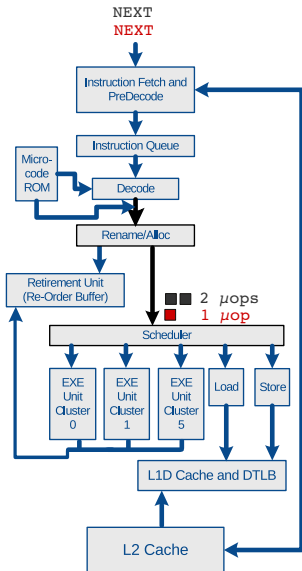 NEXT
NEXT
Instruction Fetch and
PreDecode
Instruction Queue
Micro-
code
ROM
Decode
Rename/Alloc
Retirement Unit
(Re-Order Buffer)
2 µops
1 µop
Scheduler
EXE
Unit
Cluster
0
EXE
Unit
Cluster
1
EXE
Unit
Cluster
5
Load
Store
L1D Cache and DTLB
L2 Cache